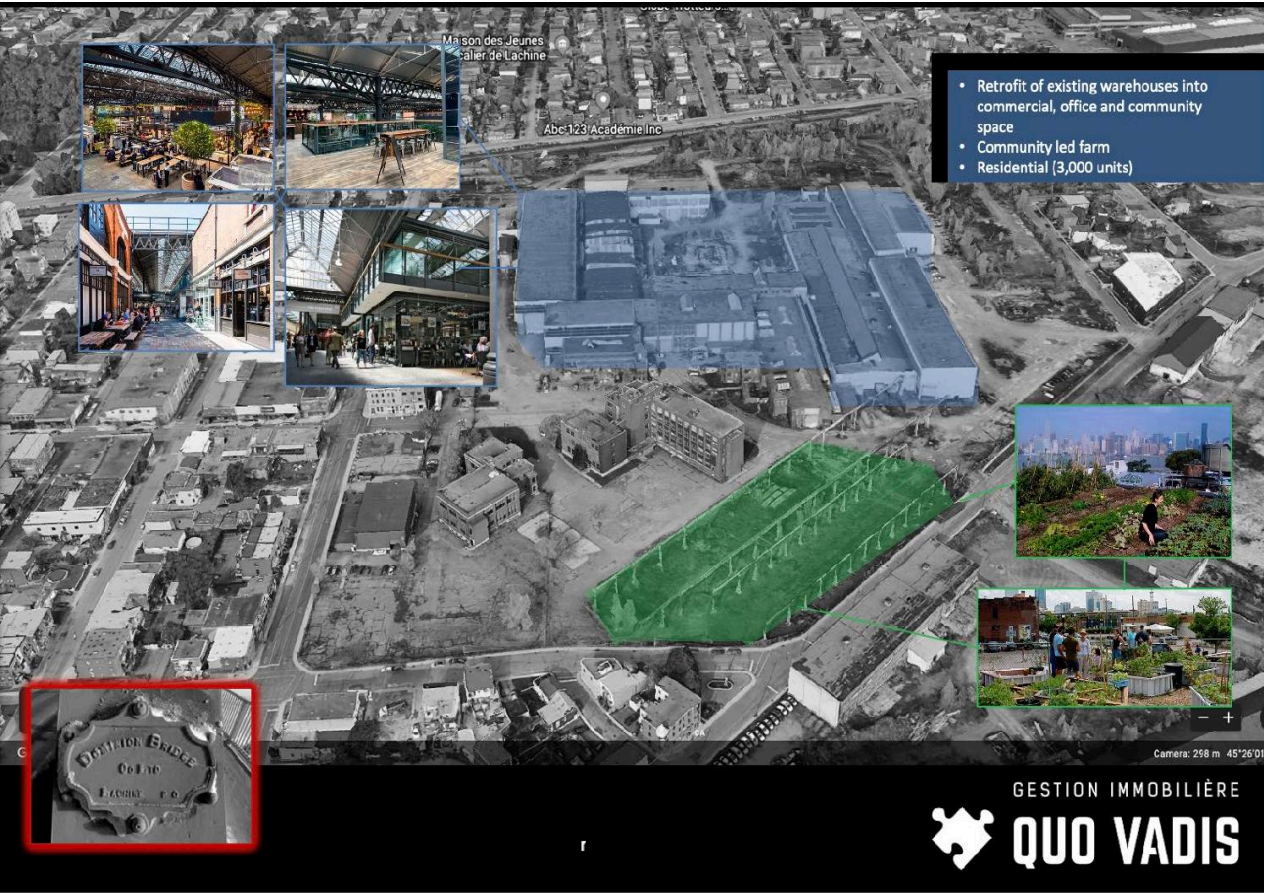 Maison des Jeunes
calier de Lachine
Abc 123 Académie Inc
• Retrofit of existing warehouses into
commercial, office and community
space
• Community led farm
• Residential (3,000 units)
− +
Camera: 298 m 45°26'01
DOMINION BRIDGE
Co LTD
LACHINE P Q
r
GESTION IMMOBILIÈRE
QUO VADIS